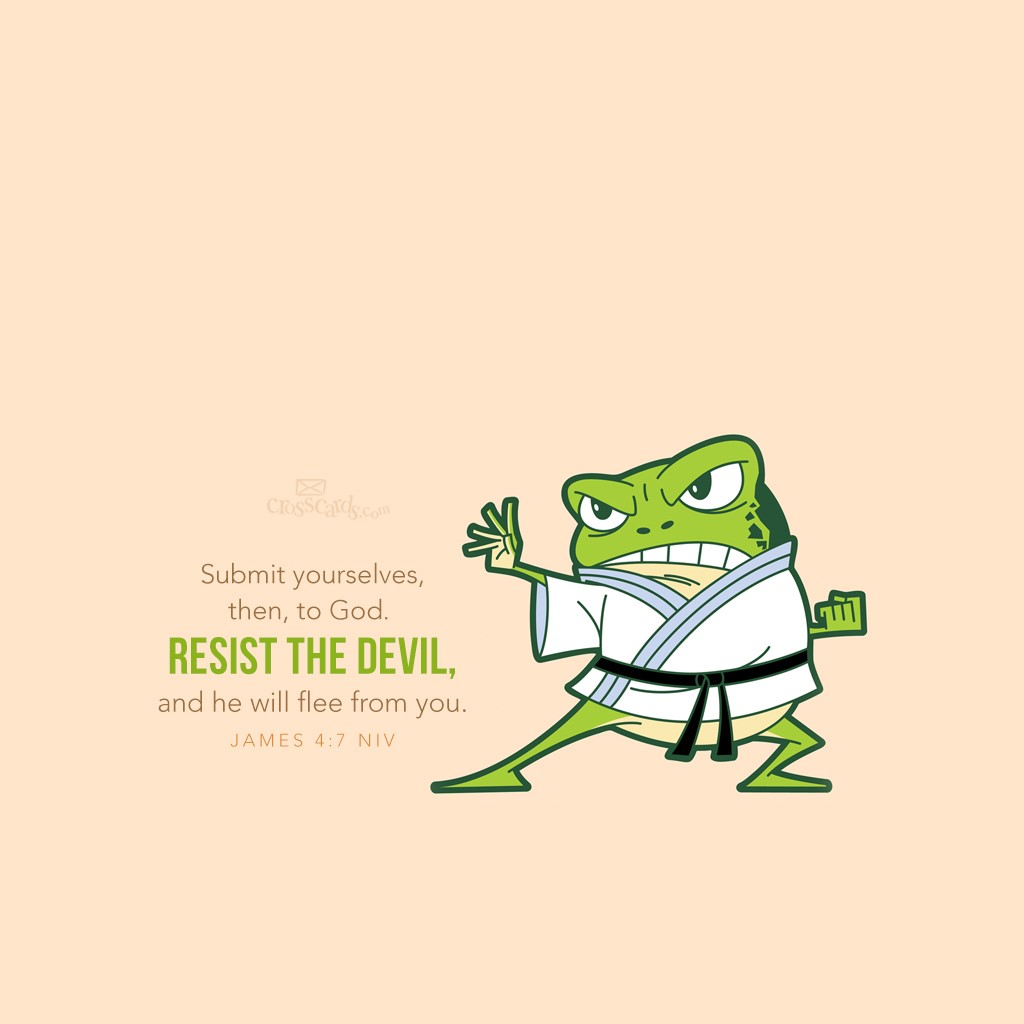 crosscards.com
Submit yourselves,
then, to God.
RESIST THE DEVIL,
and he will flee from you.
JAMES 4:7 NIV